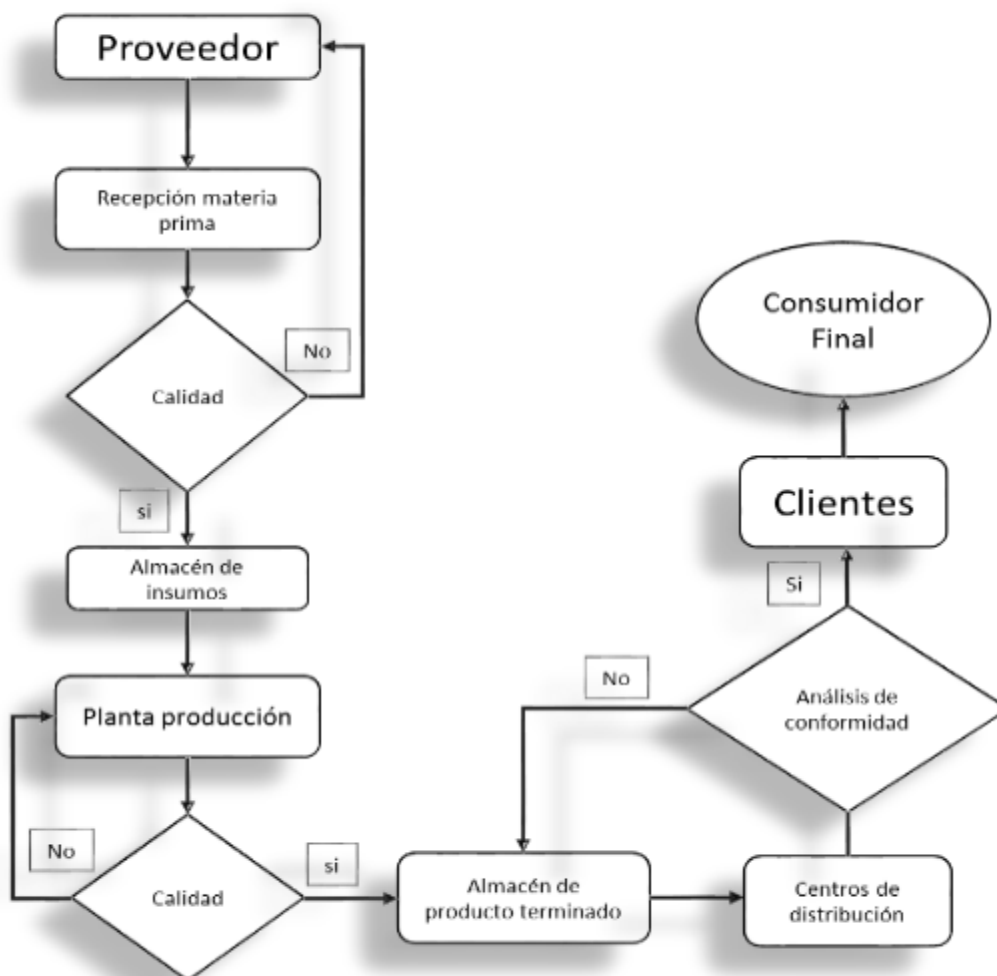 Proveedor
Recepción materia
prima
No
Calidad
si
Almacén de
insumos
Planta producción
No
Calidad
si
Almacén de
producto terminado
Centros de
distribución
No
Análisis de
conformidad
Si
Clientes
Consumidor
Final